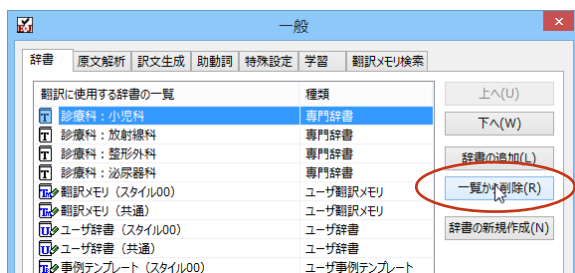 一般
辞書 原文解析 訳文生成 助動詞 特殊設定 学習 翻訳メモリ検索
翻訳に使用する辞書の一覧 種類
診療科：小児科 専門辞書
診療科：放射線科 専門辞書
診療科：整形外科 専門辞書
診療科：泌尿器科 専門辞書
翻訳メモリ（スタイル00） ユーザ翻訳メモリ
翻訳メモリ（共通） ユーザ翻訳メモリ
ユーザ辞書（スタイル00） ユーザ辞書
ユーザ辞書（共通） ユーザ辞書
事例テンプレート（スタイル00） ユーザ事例テンプレート
上へ(U)
下へ(W)
辞書の追加(L)
一覧から削除(R)
辞書の新規作成(N)